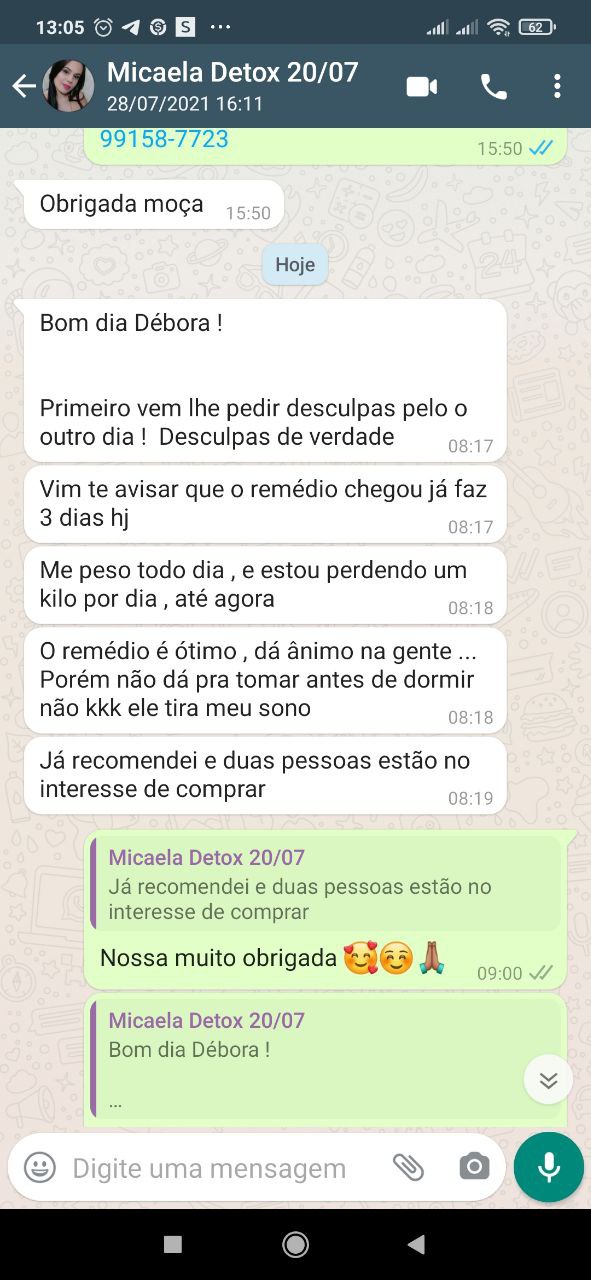 13:05 S ... 62
Micaela Detox 20/07
28/07/2021 16:11
99158-7723
15:50
Obrigada moça 15:50
Hoje
Bom dia Débora !
Primeiro vem lhe pedir desculpas pelo o
outro dia !  Desculpas de verdade 08:17
Vim te avisar que o remédio chegou já faz
3 dias hj 08:17
Me peso todo dia , e estou perdendo um
kilo por dia , até agora 08:18
O remédio é ótimo , dá ânimo na gente ...
Porém não dá pra tomar antes de dormir
não kkk ele tira meu sono 08:18
Já recomendei e duas pessoas estão no
interesse de comprar 08:19
Micaela Detox 20/07
Já recomendei e duas pessoas estão no
interesse de comprar
Nossa muito obrigada 🥰☺️🙏🏾 09:00
Micaela Detox 20/07
Bom dia Débora !
...
Digite uma mensagem